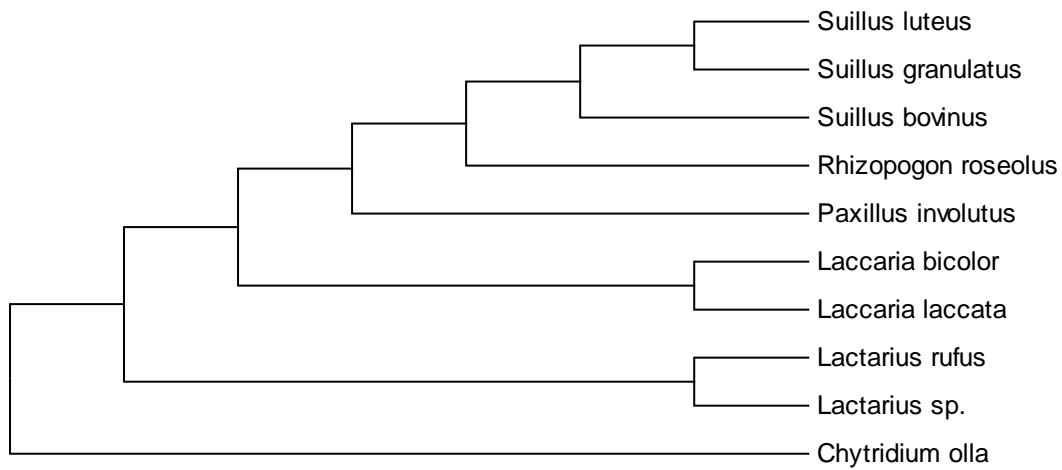 Suillus luteus
Suillus granulatus
Suillus bovinus
Rhizopogon roseolus
Paxillus involutus
Laccaria bicolor
Laccaria laccata
Lactarius rufus
Lactarius sp.
Chytridium olla